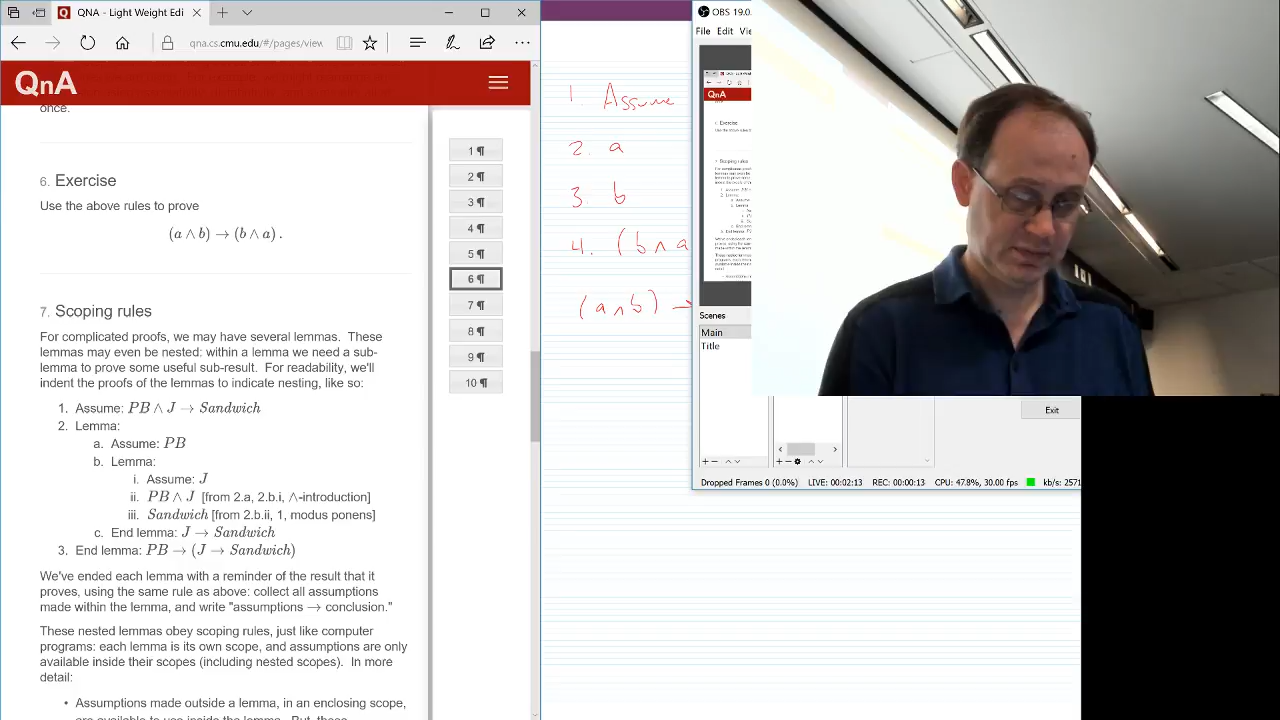 QNA - Light Weight Edi
qna.cs.cmu.edu/#/pages/view
QnA
once.
6. Exercise
Use the above rules to prove
(a ∧ b) → (b ∧ a) .
7. Scoping rules
For complicated proofs, we may have several lemmas. These
lemmas may even be nested: within a lemma we need a sub-
lemma to prove some useful sub-result. For readability, we'll
indent the proofs of the lemmas to indicate nesting, like so:
1. Assume: PB ∧ J → Sandwich
2. Lemma:
a. Assume: PB
b. Lemma:
i. Assume: J
ii. PB ∧ J [from 2.a, 2.b.i, ∧-introduction]
iii. Sandwich [from 2.b.ii, 1, modus ponens]
c. End lemma: J → Sandwich
3. End lemma: PB → (J → Sandwich)
We've ended each lemma with a reminder of the result that it
proves, using the same rule as above: collect all assumptions
made within the lemma, and write "assumptions → conclusion."
These nested lemmas obey scoping rules, just like computer
programs: each lemma is its own scope, and assumptions are only
available inside their scopes (including nested scopes). In more
detail:
• Assumptions made outside a lemma, in an enclosing scope,
1 ¶
2 ¶
3 ¶
4 ¶
5 ¶
6 ¶
7 ¶
8 ¶
9 ¶
10 ¶
1. Assume
2. a
3. b
4. (b ∧ a
(a ∧ b) →
OBS 19.0.
File Edit Vie
QnA
Scenes
Main
Title
Exit
Dropped Frames 0 (0.0%) LIVE: 00:02:13 REC: 00:00:13 CPU: 47.8%, 30.00 fps kb/s: 2571